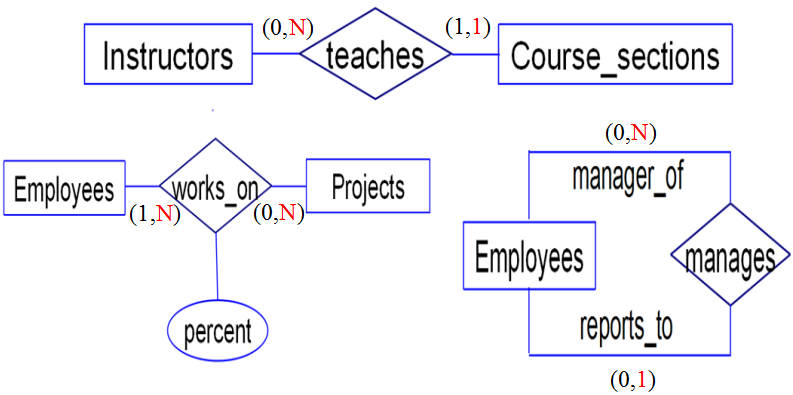 (0,N) (1,1)
Instructors teaches Course_sections
(0,N)
manager_of
Employees works_on Projects
(1,N) (0,N)
Employees manages
percent
reports_to
(0,1)